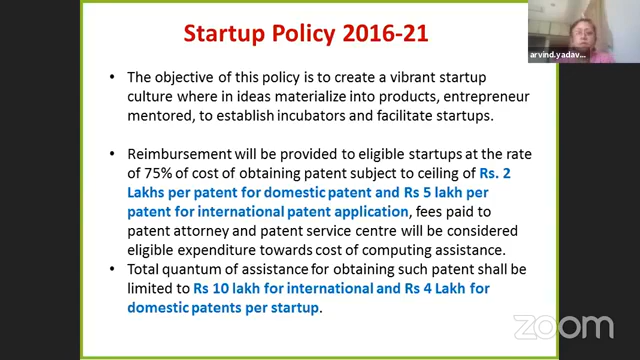 Startup Policy 2016-21
arvind.yadav...
• The objective of this policy is to create a vibrant startup
culture where in ideas materialize into products, entrepreneur
mentored, to establish incubators and facilitate startups.
• Reimbursement will be provided to eligible startups at the rate
of 75% of cost of obtaining patent subject to ceiling of Rs. 2
Lakhs per patent for domestic patent and Rs 5 lakh per
patent for international patent application, fees paid to
patent attorney and patent service centre will be considered
eligible expenditure towards cost of computing assistance.
• Total quantum of assistance for obtaining such patent shall be
limited to Rs 10 lakh for international and Rs 4 Lakh for
domestic patents per startup.
zoom